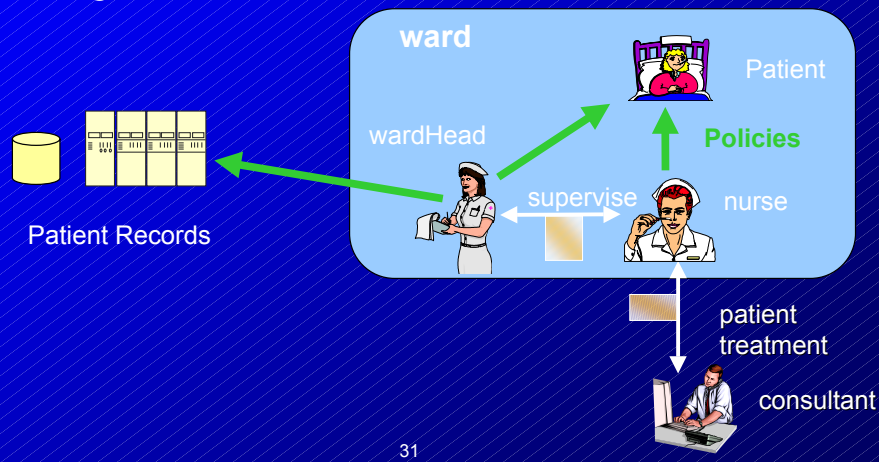 ward
Patient
wardHead
Policies
supervise
nurse
Patient Records
patient
treatment
consultant
31